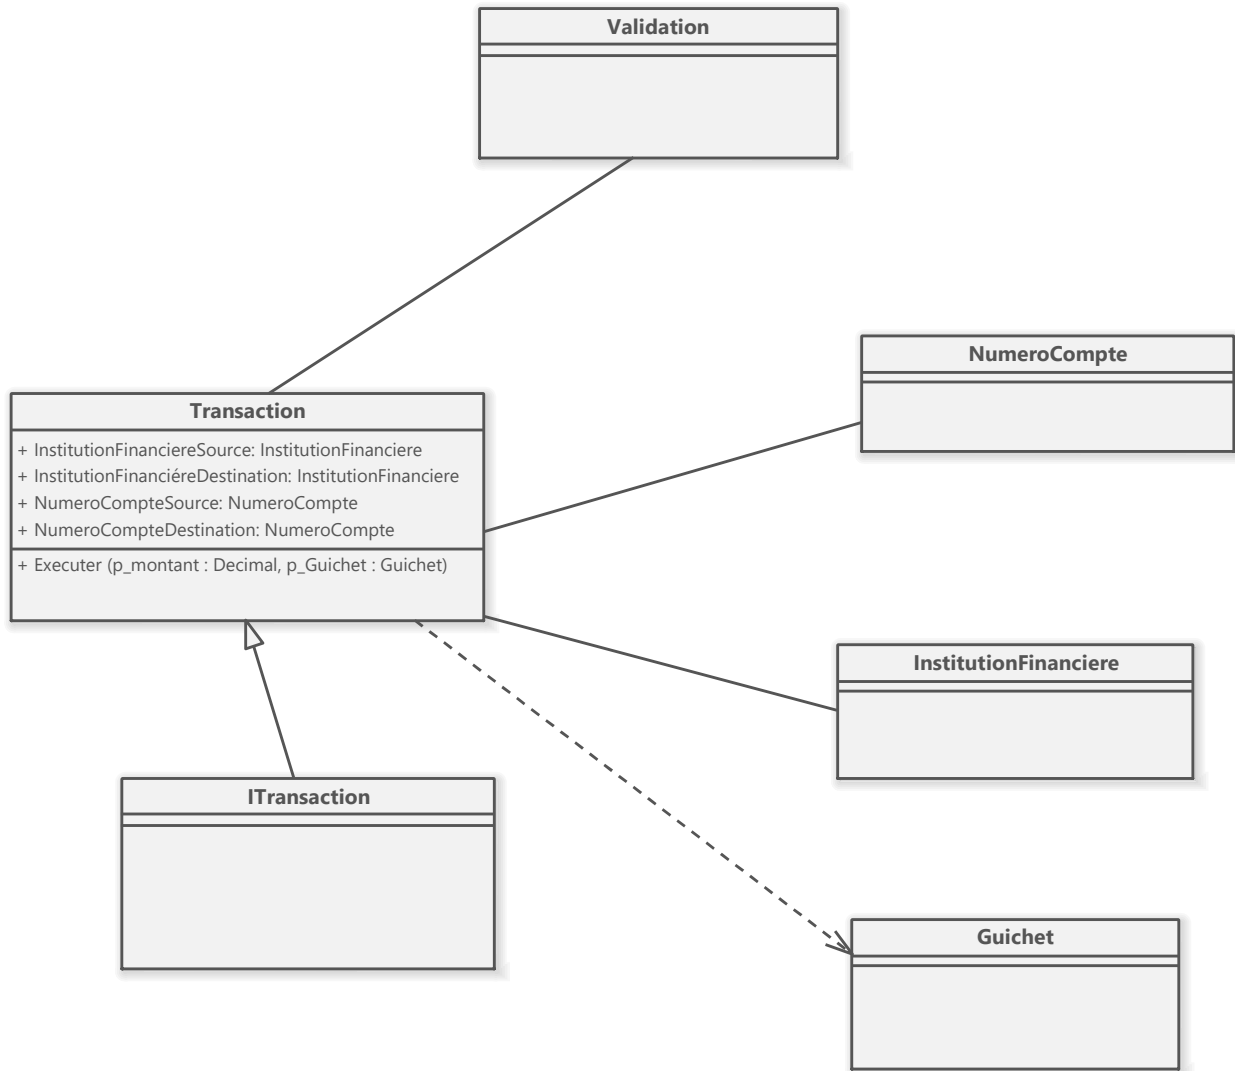 Validation
NumeroCompte
Transaction
+ InstitutionFinanciereSource: InstitutionFinanciere
+ InstitutionFinanciéreDestination: InstitutionFinanciere
+ NumeroCompteSource: NumeroCompte
+ NumeroCompteDestination: NumeroCompte
+ Executer (p_montant : Decimal, p_Guichet : Guichet)
InstitutionFinanciere
ITransaction
Guichet